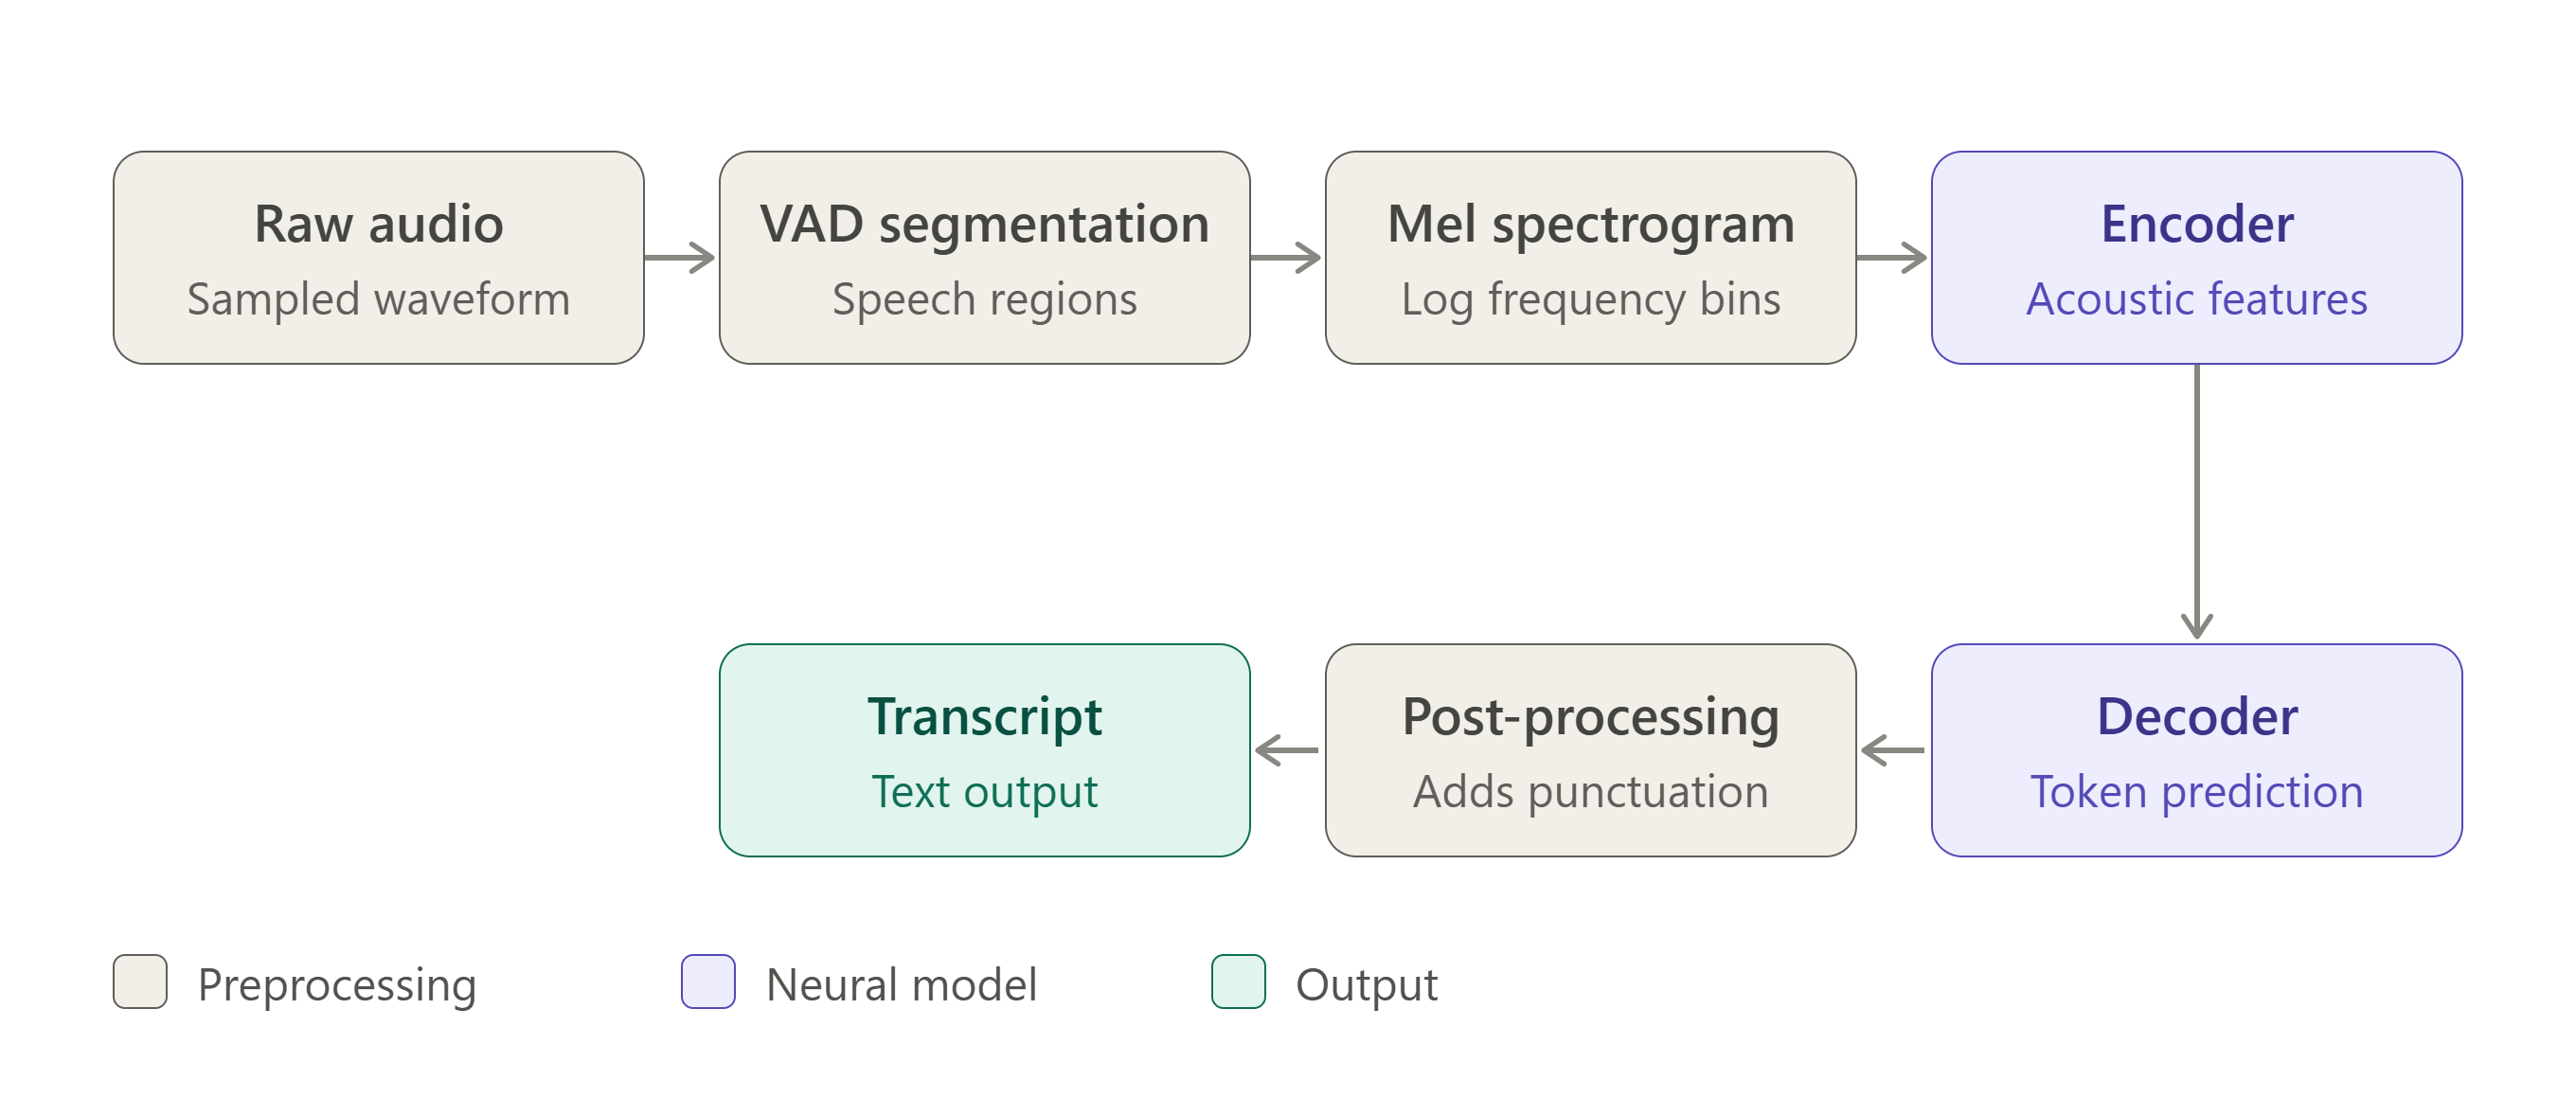 Raw audio
Sampled waveform
VAD segmentation
Speech regions
Mel spectrogram
Log frequency bins
Encoder
Acoustic features
Transcript
Text output
Post-processing
Adds punctuation
Decoder
Token prediction
Preprocessing
Neural model
Output